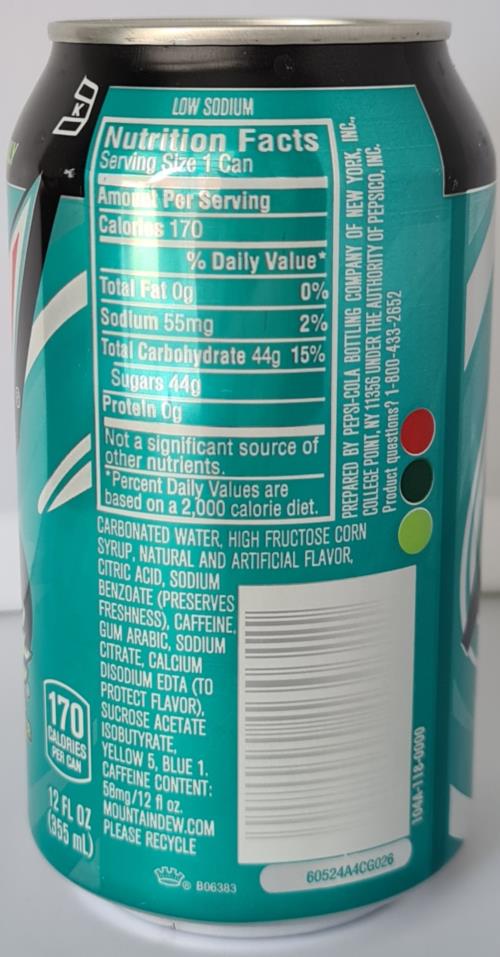 LOW SODIUM
Nutrition Facts
Serving Size 1 Can
Amount Per Serving
Calories 170
% Daily Value*
Total Fat 0g 0%
Sodium 55mg 2%
Total Carbohydrate 44g 15%
Sugars 44g
Protein 0g
Not a significant source of
other nutrients.
*Percent Daily Values are
based on a 2,000 calorie diet.
PREPARED BY PEPSI-COLA BOTTLING COMPANY OF NEW YORK, INC.,
COLLEGE POINT, NY 11356 UNDER THE AUTHORITY OF PEPSICO, INC.
Product questions? 1-800-433-2652
CARBONATED WATER, HIGH FRUCTOSE CORN
SYRUP, NATURAL AND ARTIFICIAL FLAVOR,
CITRIC ACID, SODIUM
BENZOATE (PRESERVES
FRESHNESS), CAFFEINE,
GUM ARABIC, SODIUM
CITRATE, CALCIUM
DISODIUM EDTA (TO
PROTECT FLAVOR),
SUCROSE ACETATE
ISOBUTYRATE,
YELLOW 5, BLUE 1.
CAFFEINE CONTENT:
58mg/12 fl oz.
MOUNTAINDEW.COM
PLEASE RECYCLE
170
CALORIES
PER CAN
12 FL OZ
(355 mL)
® B06383
60524A4CG026